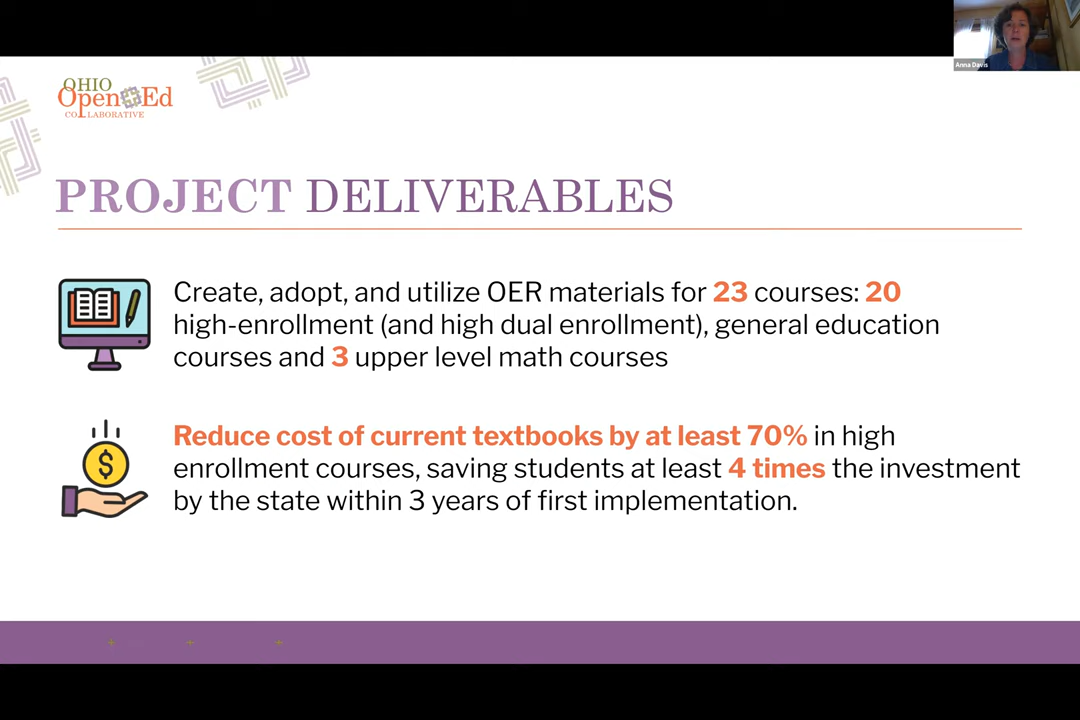 Anna Davis
OHIO
Open Ed
COLLABORATIVE
PROJECT DELIVERABLES
Create, adopt, and utilize OER materials for 23 courses: 20
high-enrollment (and high dual enrollment), general education
courses and 3 upper level math courses
$
Reduce cost of current textbooks by at least 70% in high
enrollment courses, saving students at least 4 times the investment
by the state within 3 years of first implementation.